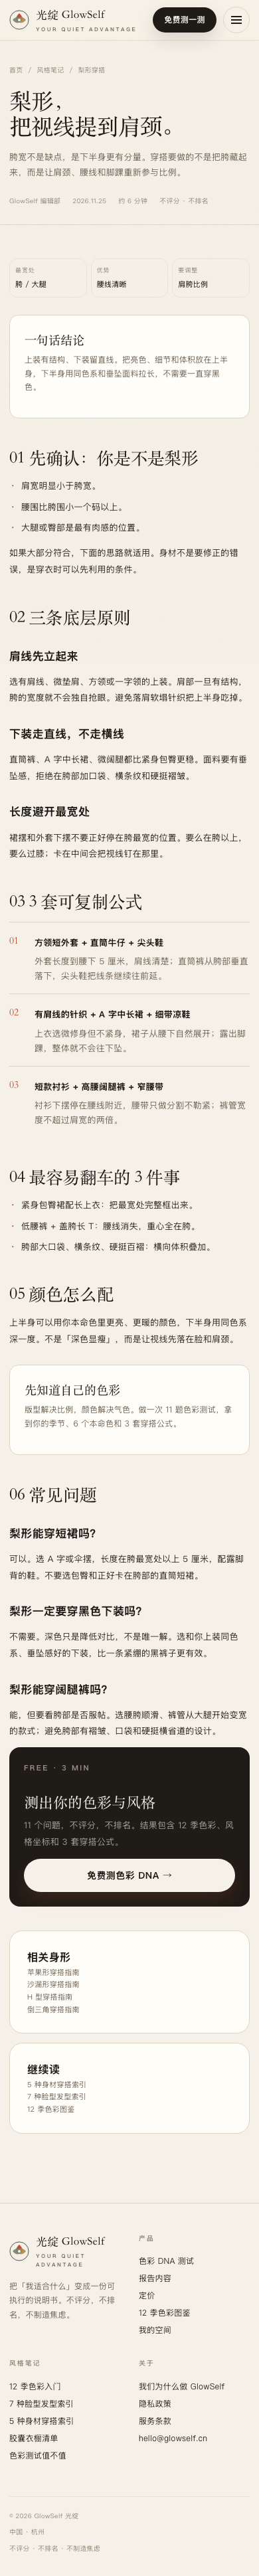 光绽 GlowSelf
YOUR QUIET ADVANTAGE
免费测一测
首页 / 风格笔记 / 梨形穿搭
梨形，
把视线提到肩颈。
胯宽不是缺点，是下半身更有分量。穿搭要做的不是把胯藏起
来，而是让肩颈、腰线和脚踝重新参与比例。
GlowSelf 编辑部 2026.11.25 约 6 分钟 不评分 · 不排名
最宽处
胯 / 大腿
优势
腰线清晰
要调整
肩胯比例
一句话结论
上装有结构，下装留直线。把亮色、细节和体积放在上半
身，下半身用同色系和垂坠面料拉长，不需要一直穿黑
色。
01 先确认：你是不是梨形
· 肩宽明显小于胯宽。
· 腰围比胯围小一个码以上。
· 大腿或臀部是最有肉感的位置。
如果大部分符合，下面的思路就适用。身材不是要修正的错
误，是穿衣时可以先利用的条件。
02 三条底层原则
肩线先立起来
选有肩线、微垫肩、方领或一字领的上装。肩部一旦有结构，
胯的宽度就不会独自抢眼。避免落肩软塌针织把上半身吃掉。
下装走直线，不走横线
直筒裤、A 字中长裙、微阔腿都比紧身包臀更稳。面料要有垂
坠感，拒绝在胯部加口袋、横条纹和硬挺褶皱。
长度避开最宽处
裙摆和外套下摆不要正好停在胯最宽的位置。要么在胯以上，
要么过膝；卡在中间会把视线钉在那里。
03 3 套可复制公式
01 方领短外套 + 直筒牛仔 + 尖头鞋
外套长度到腰下 5 厘米，肩线清楚；直筒裤从胯部垂直
落下，尖头鞋把线条继续往前延。
02 有肩线的针织 + A 字中长裙 + 细带凉鞋
上衣选微修身但不紧身，裙子从腰下自然展开；露出脚
踝，整体就不会往下坠。
03 短款衬衫 + 高腰阔腿裤 + 窄腰带
衬衫下摆停在腰线附近，腰带只做分割不勒紧；裤管宽
度不超过肩宽的两倍。
04 最容易翻车的 3 件事
· 紧身包臀裙配长上衣：把最宽处完整框出来。
· 低腰裤 + 盖胯长 T：腰线消失，重心全在胯。
· 胯部大口袋、横条纹、硬挺百褶：横向体积叠加。
05 颜色怎么配
上半身可以用你本命色里更亮、更暖的颜色，下半身用同色系
深一度。不是「深色显瘦」，而是让视线先落在脸和肩颈。
先知道自己的色彩
版型解决比例，颜色解决气色。做一次 11 题色彩测试，拿
到你的季节、6 个本命色和 3 套穿搭公式。
06 常见问题
梨形能穿短裙吗？
可以。选 A 字或伞摆，长度在胯最宽处以上 5 厘米，配露脚
背的鞋。不要选包臀和正好卡在胯部的直筒短裙。
梨形一定要穿黑色下装吗？
不需要。深色只是降低对比，不是唯一解。选和你上装同色
系、垂坠感好的下装，比一条紧绷的黑裤子更有效。
梨形能穿阔腿裤吗？
能，但要看胯部是否服帖。选腰胯顺滑、裤管从大腿开始变宽
的款式；避免胯部有褶皱、口袋和硬挺横省道的设计。
FREE · 3 MIN
测出你的色彩与风格
11 个问题，不评分，不排名。结果包含 12 季色彩、风
格坐标和 3 套穿搭公式。
免费测色彩 DNA →
相关身形
苹果形穿搭指南
沙漏形穿搭指南
H 型穿搭指南
倒三角穿搭指南
继续读
5 种身材穿搭索引
7 种脸型发型索引
12 季色彩图鉴
光绽 GlowSelf
YOUR QUIET
ADVANTAGE
把「我适合什么」变成一份可
执行的说明书。不评分，不排
名，不制造焦虑。
产品
色彩 DNA 测试
报告内容
定价
12 季色彩图鉴
我的空间
风格笔记
12 季色彩入门
7 种脸型发型索引
5 种身材穿搭索引
胶囊衣橱清单
色彩测试值不值
关于
我们为什么做 GlowSelf
隐私政策
服务条款
hello@glowself.cn
© 2026 GlowSelf 光绽
中国 · 杭州
不评分 · 不排名 · 不制造焦虑